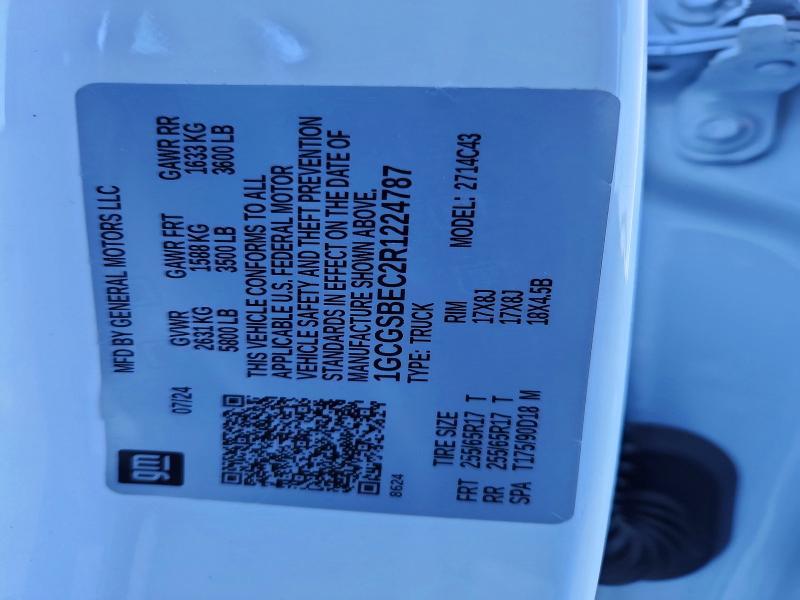 gm
MFD BY GENERAL MOTORS LLC
07/24
GVWR GAWR FRT GAWR RR
2631 KG 1588 KG 1633 KG
5800 LB 3500 LB 3600 LB
THIS VEHICLE CONFORMS TO ALL
APPLICABLE U.S. FEDERAL MOTOR
VEHICLE SAFETY AND THEFT PREVENTION
STANDARDS IN EFFECT ON THE DATE OF
MANUFACTURE SHOWN ABOVE.
1GCGSBEC2R1224787
8624
TYPE: TRUCK
MODEL: 2714C43
TIRE SIZE RIM
FRT 255/65R17 T 17X8J
RR 255/65R17 T 17X8J
SPA T175/90D18 M 18X4.5B